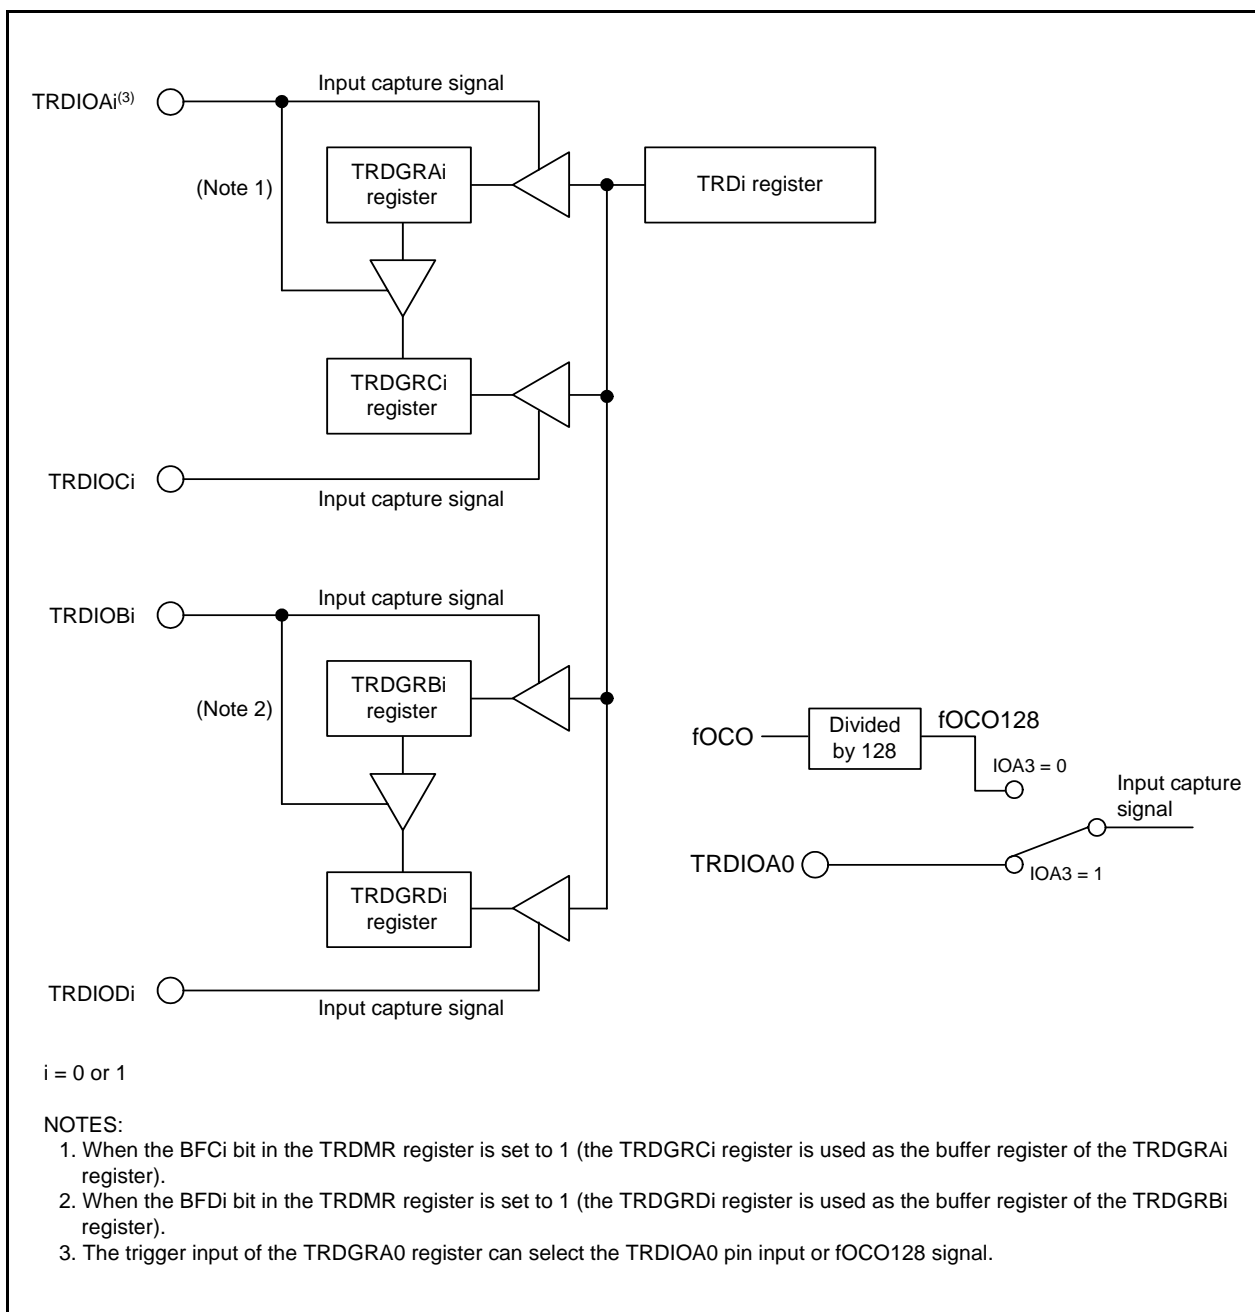 Input capture signal
TRDIOAi(3)
TRDGRAi
register
TRDi register
(Note 1)
TRDGRCi
register
TRDIOCi
Input capture signal
Input capture signal
TRDIOBi
TRDGRBi
register
(Note 2)
fOCO
Divided
by 128
fOCO128
IOA3 = 0
Input capture
signal
TRDIOA0
IOA3 = 1
TRDGRDi
register
TRDIODi
Input capture signal
i = 0 or 1
NOTES:
1. When the BFCi bit in the TRDMR register is set to 1 (the TRDGRCi register is used as the buffer register of the TRDGRAi
register).
2. When the BFDi bit in the TRDMR register is set to 1 (the TRDGRDi register is used as the buffer register of the TRDGRBi
register).
3. The trigger input of the TRDGRA0 register can select the TRDIOA0 pin input or fOCO128 signal.